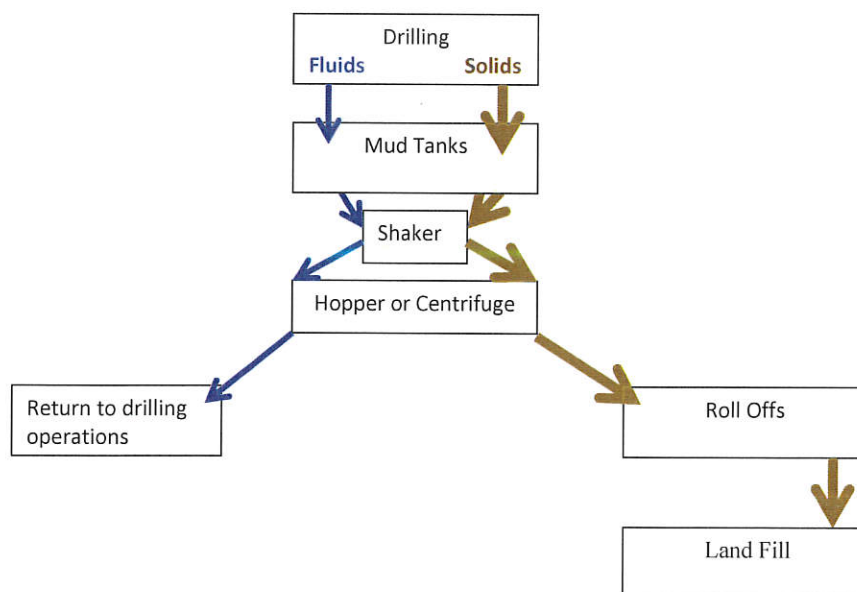 Drilling
Fluids Solids
Mud Tanks
Shaker
Hopper or Centrifuge
Return to drilling
operations
Roll Offs
Land Fill